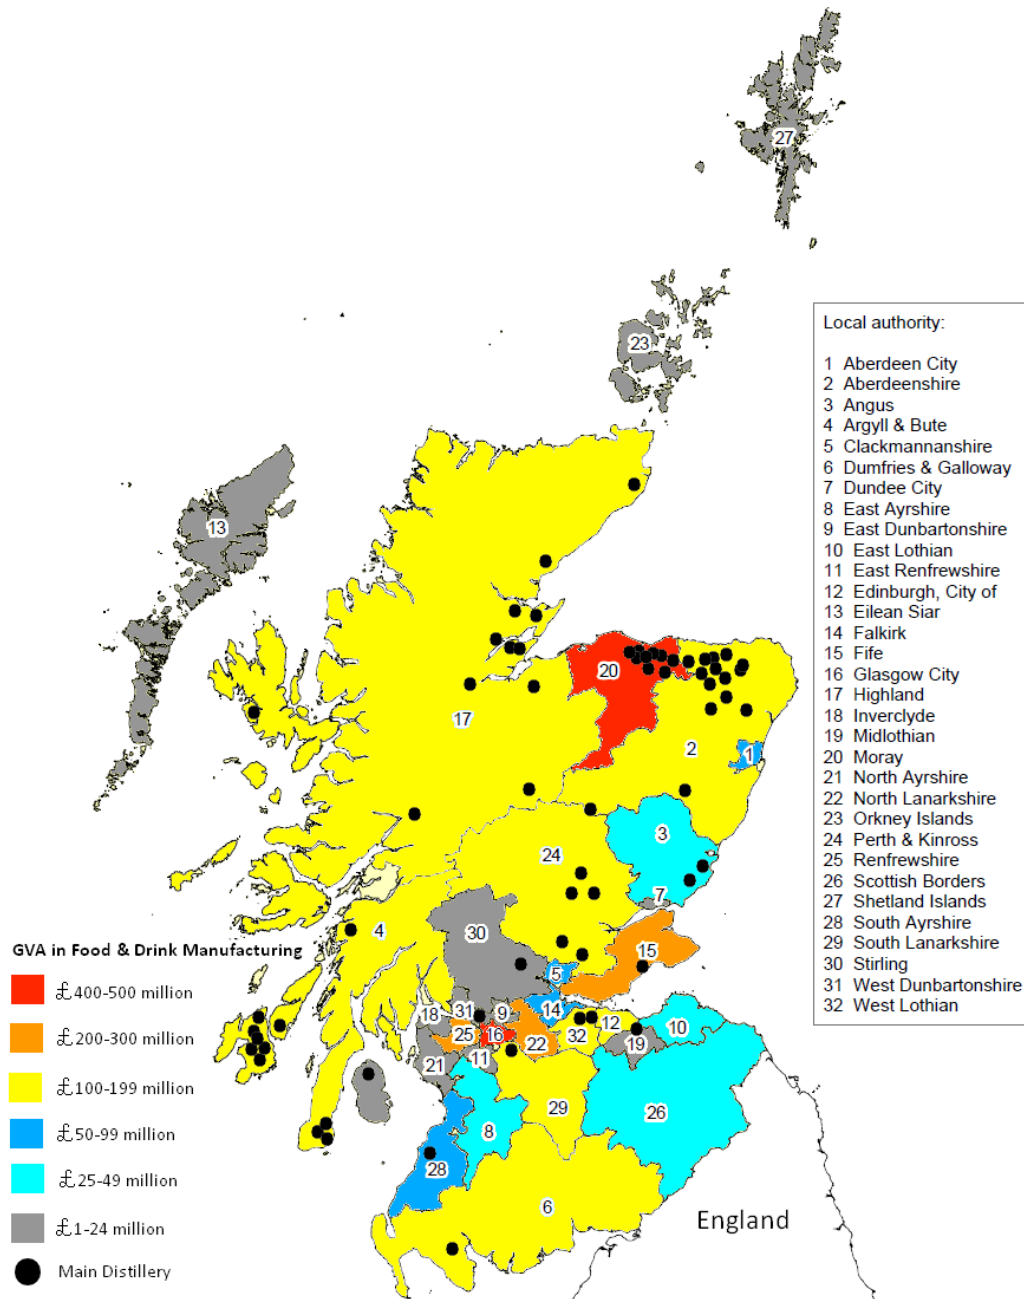 27
23
13
17
20
2
1
3
24
7
4
30
15
5
18
31
9
14
12
10
25
16
22
32
19
21
11
29
26
8
28
6
England
Local authority:
1 Aberdeen City
2 Aberdeenshire
3 Angus
4 Argyll & Bute
5 Clackmannanshire
6 Dumfries & Galloway
7 Dundee City
8 East Ayrshire
9 East Dunbartonshire
10 East Lothian
11 East Renfrewshire
12 Edinburgh, City of
13 Eilean Siar
14 Falkirk
15 Fife
16 Glasgow City
17 Highland
18 Inverclyde
19 Midlothian
20 Moray
21 North Ayrshire
22 North Lanarkshire
23 Orkney Islands
24 Perth & Kinross
25 Renfrewshire
26 Scottish Borders
27 Shetland Islands
28 South Ayrshire
29 South Lanarkshire
30 Stirling
31 West Dunbartonshire
32 West Lothian
GVA in Food & Drink Manufacturing
£400-500 million
£200-300 million
£100-199 million
£50-99 million
£25-49 million
£1-24 million
Main Distillery